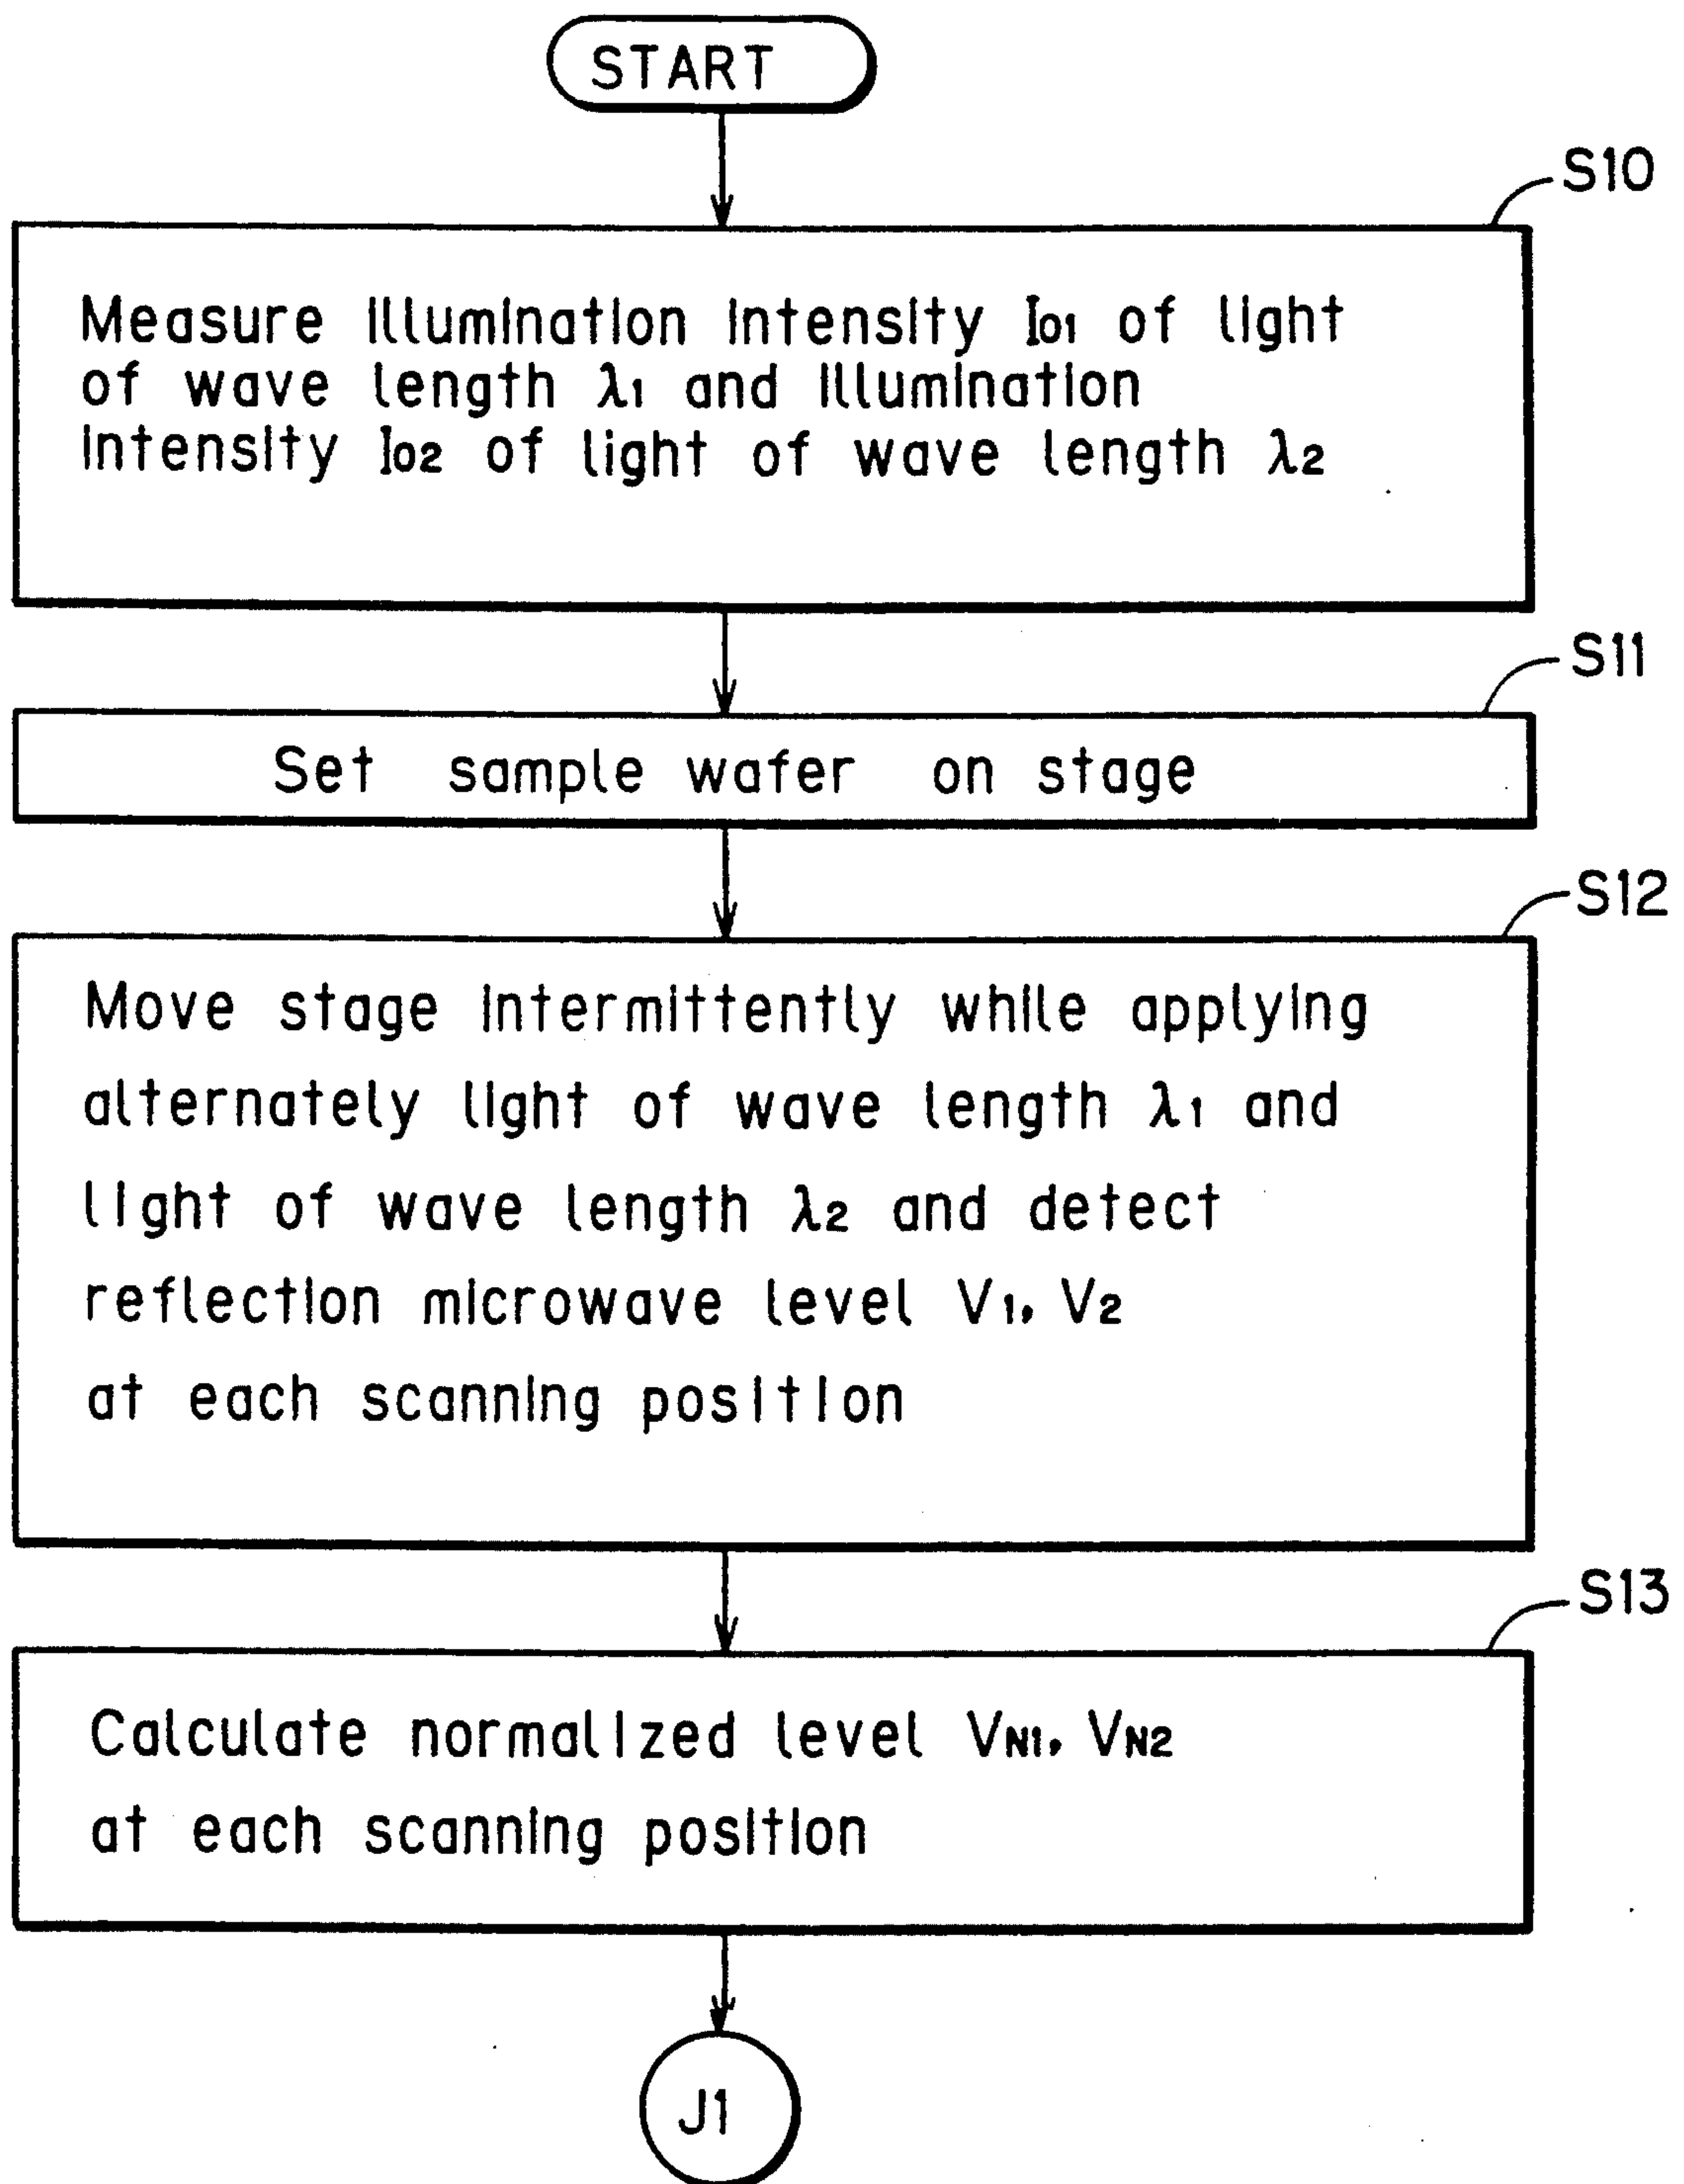 START
S10
Measure illumination intensity I01 of light
of wave length λ1 and illumination
intensity I02 of light of wave length λ2
S11
Set sample wafer on stage
S12
Move stage intermittently while applying
alternately light of wave length λ1 and
light of wave length λ2 and detect
reflection microwave level V1, V2
at each scanning position
S13
Calculate normalized level VN1, VN2
at each scanning position
J1